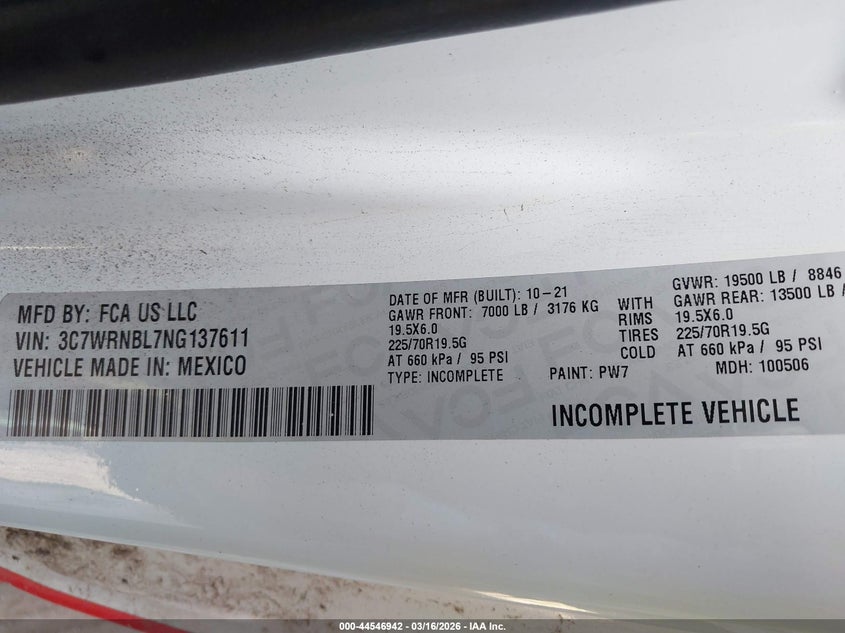 MFD BY: FCA US LLC
VIN: 3C7WRNBL7NG137611
VEHICLE MADE IN: MEXICO
DATE OF MFR (BUILT): 10-21
GAWR FRONT: 7000 LB / 3176 KG
19.5X6.0
225/70R19.5G
AT 660 kPa / 95 PSI
TYPE: INCOMPLETE
WITH
RIMS
TIRES
COLD
GVWR: 19500 LB / 8846
GAWR REAR: 13500 LB /
19.5X6.0
225/70R19.5G
AT 660 kPa / 95 PSI
PAINT: PW7
MDH: 100506
INCOMPLETE VEHICLE
000-44546942 - 03/16/2026 - IAA Inc.